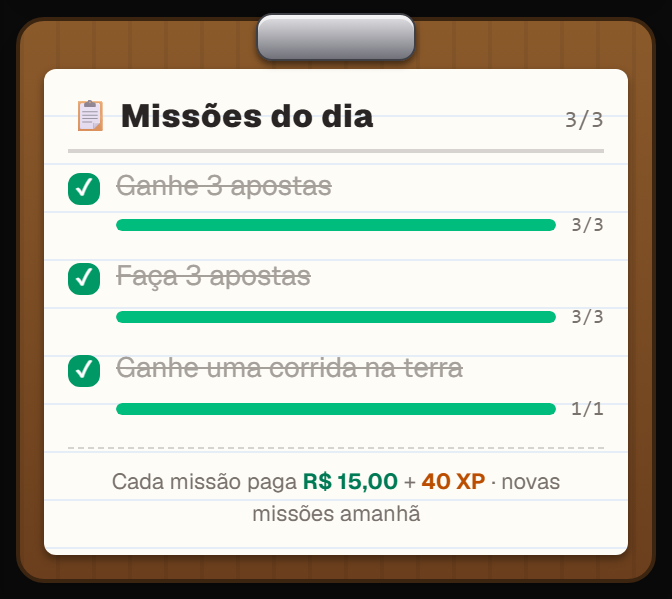 Missões do dia 3/3
Ganhe 3 apostas
3/3
Faça 3 apostas
3/3
Ganhe uma corrida na terra
1/1
Cada missão paga R$ 15,00 + 40 XP · novas
missões amanhã